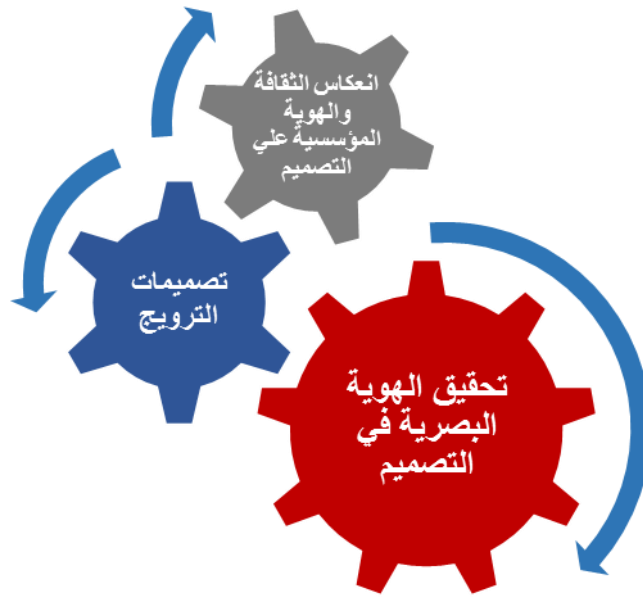 انعكاس الثقافة
والهوية
المؤسسية علي
التصميم
تصميمات
الترويج
تحقيق الهوية
البصرية في
التصميم